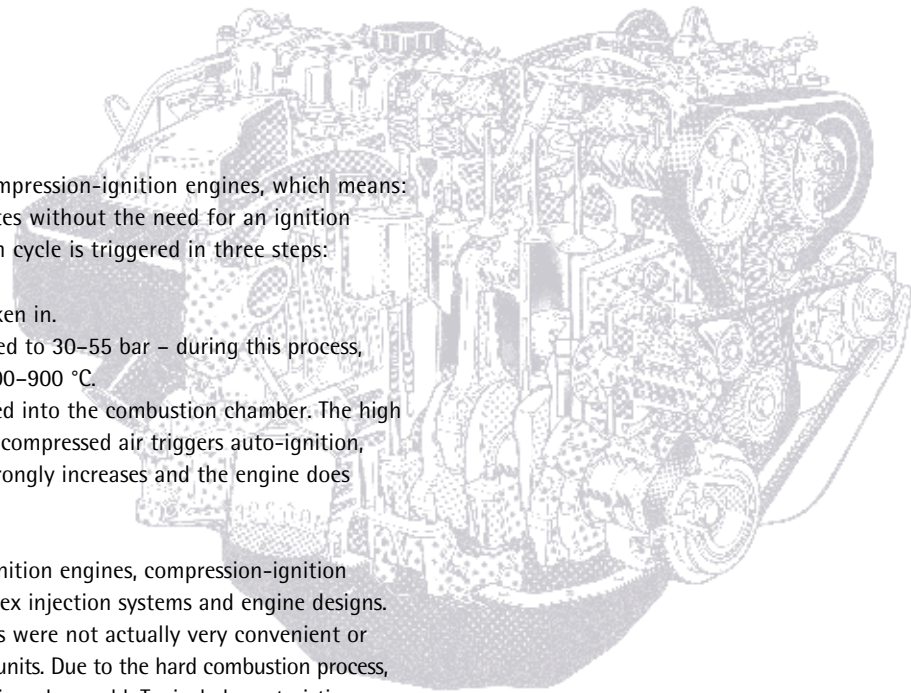 mpression-ignition engines, which means:
tes without the need for an ignition
n cycle is triggered in three steps:
ken in.
ed to 30–55 bar – during this process,
00–900 °C.
ed into the combustion chamber. The high
compressed air triggers auto-ignition,
rongly increases and the engine does
nition engines, compression-ignition
ex injection systems and engine designs.
s were not actually very convenient or
units. Due to the hard combustion process,